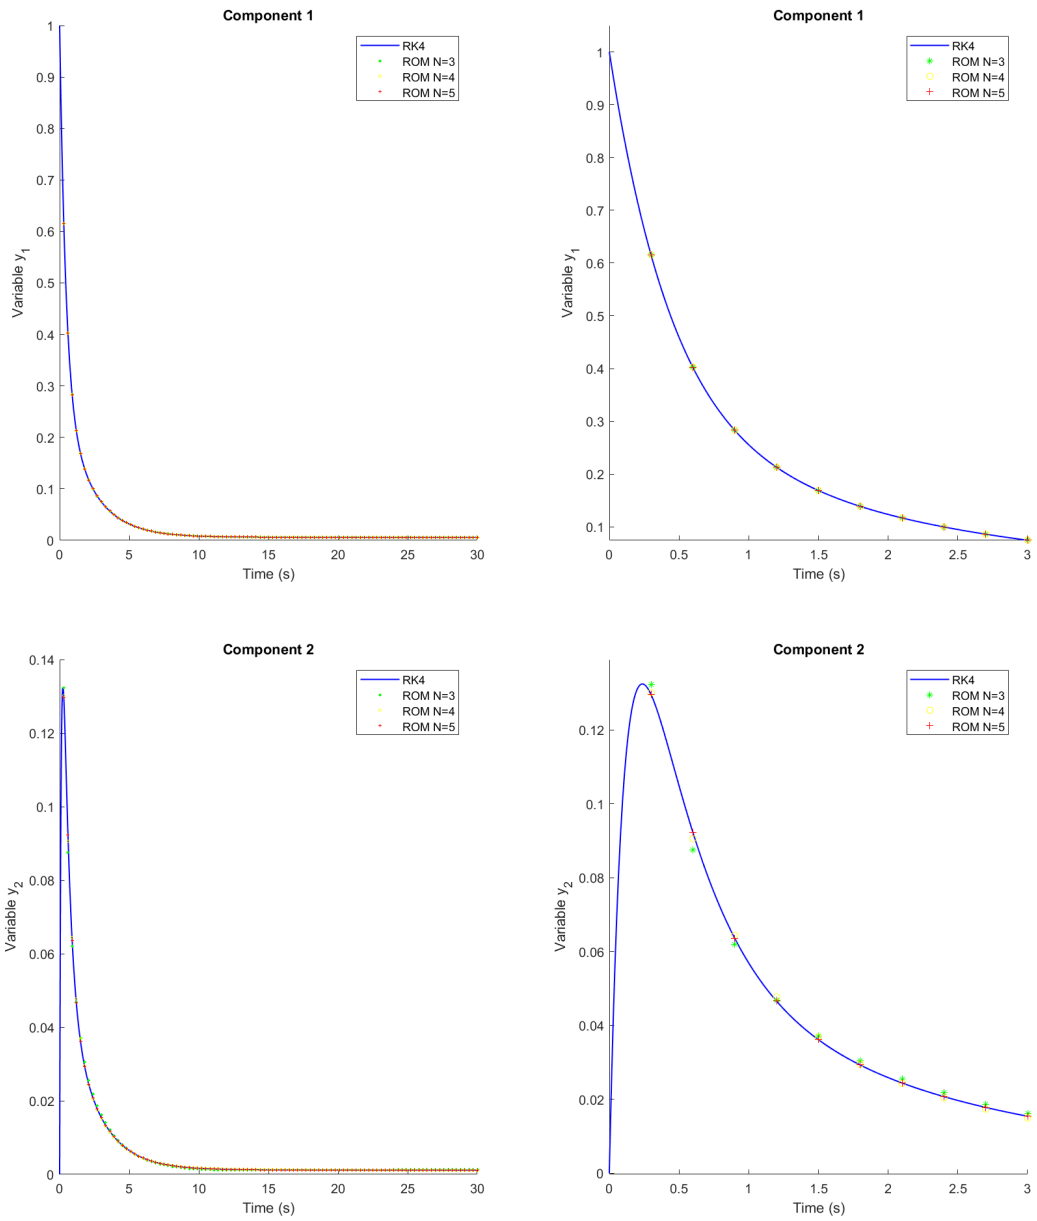 Component 1
1
0.9
0.8
0.7
0.6
0.5
0.4
0.3
0.2
0.1
0
Variable y1
0 5 10 15 20 25 30
Time (s)
RK4
ROM N=3
ROM N=4
ROM N=5
Component 1
1
0.9
0.8
0.7
0.6
0.5
0.4
0.3
0.2
0.1
Variable y1
0 0.5 1 1.5 2 2.5 3
Time (s)
RK4
ROM N=3
ROM N=4
ROM N=5
Component 2
0.14
0.12
0.1
0.08
0.06
0.04
0.02
0
Variable y2
0 5 10 15 20 25 30
Time (s)
RK4
ROM N=3
ROM N=4
ROM N=5
Component 2
0.12
0.1
0.08
0.06
0.04
0.02
0
Variable y2
0 0.5 1 1.5 2 2.5 3
Time (s)
RK4
ROM N=3
ROM N=4
ROM N=5